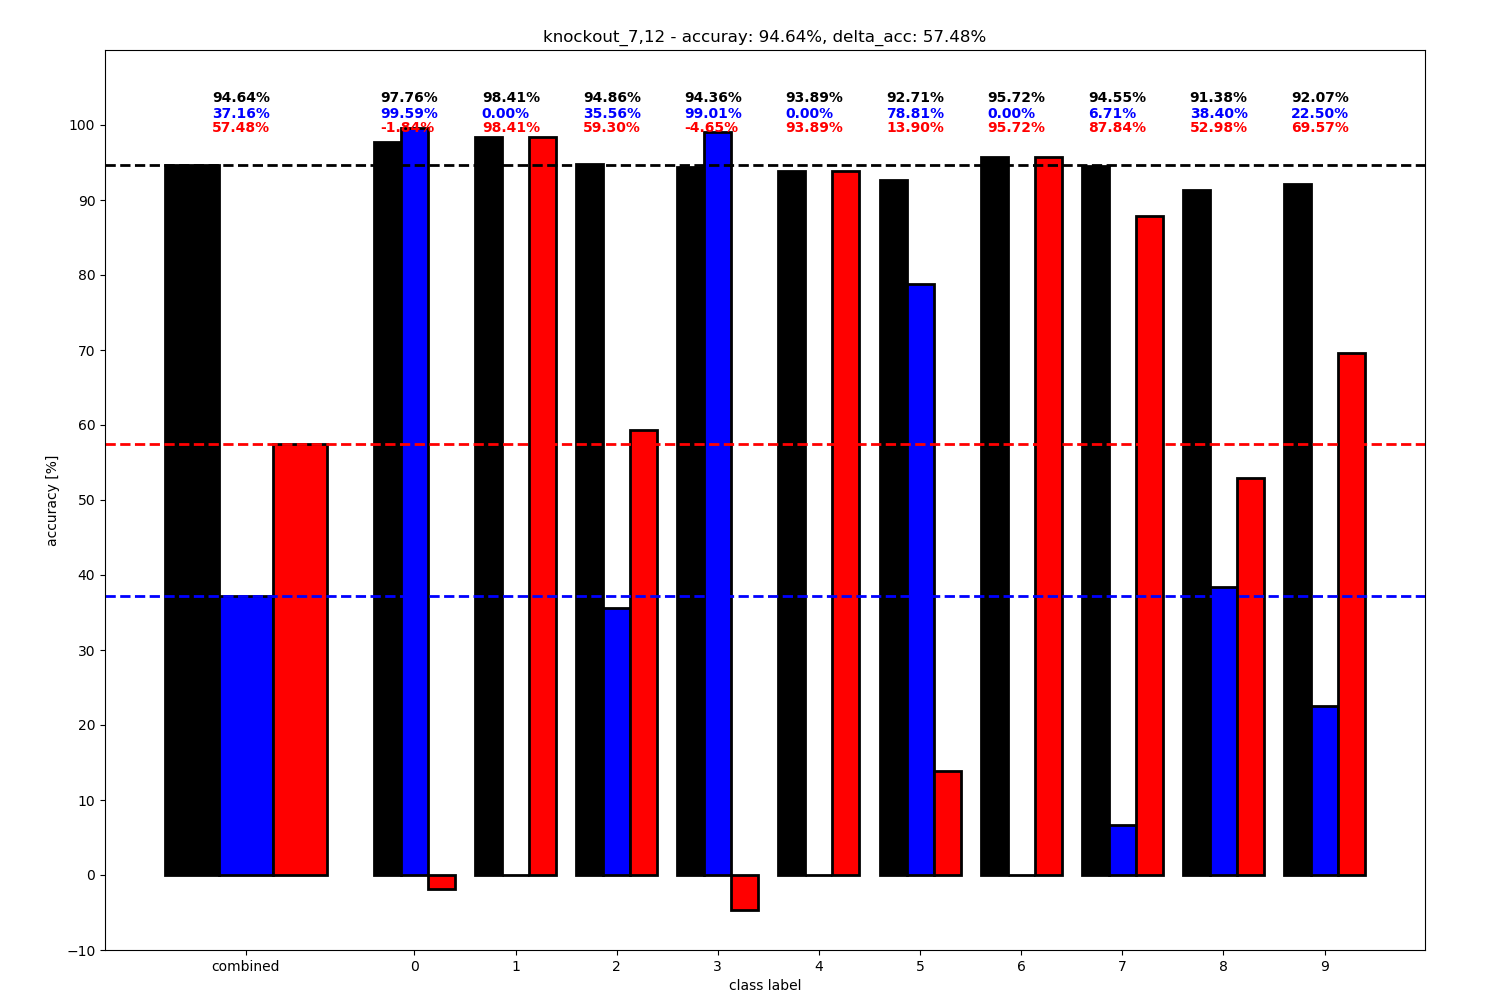 knockout_7,12 - accuray: 94.64%, delta_acc: 57.48%
94.64% 97.76% 98.41% 94.86% 94.36% 93.89% 92.71% 95.72% 94.55% 91.38% 92.07%
37.16% 99.59% 0.00% 35.56% 99.01% 0.00% 78.81% 0.00% 6.71% 38.40% 22.50%
57.48% -1.84% 98.41% 59.30% -4.65% 93.89% 13.90% 95.72% 87.84% 52.98% 69.57%
100
90
80
70
60
50
40
30
20
10
0
−10
accuracy [%]
combined 0 1 2 3 4 5 6 7 8 9
class label